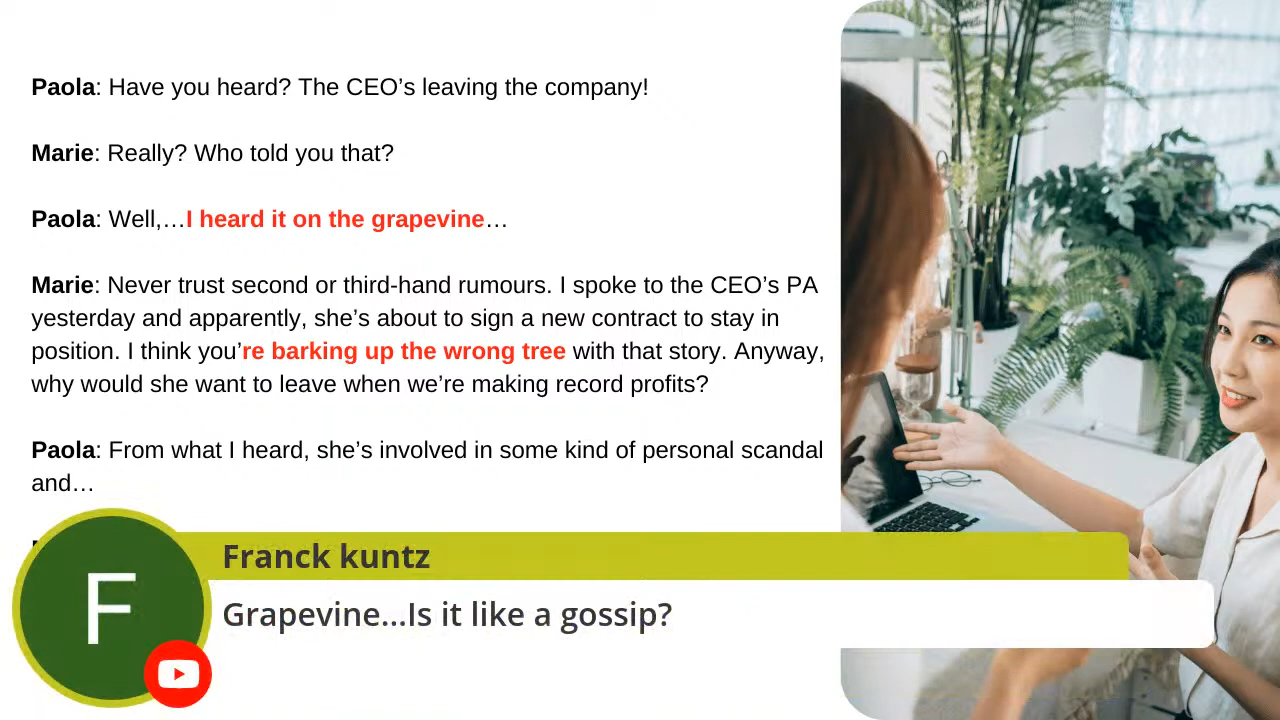 Paola: Have you heard? The CEO’s leaving the company!
Marie: Really? Who told you that?
Paola: Well,…I heard it on the grapevine…
Marie: Never trust second or third-hand rumours. I spoke to the CEO’s PA
yesterday and apparently, she’s about to sign a new contract to stay in
position. I think you’re barking up the wrong tree with that story. Anyway,
why would she want to leave when we’re making record profits?
Paola: From what I heard, she’s involved in some kind of personal scandal
and…
F
Franck kuntz
Grapevine...Is it like a gossip?